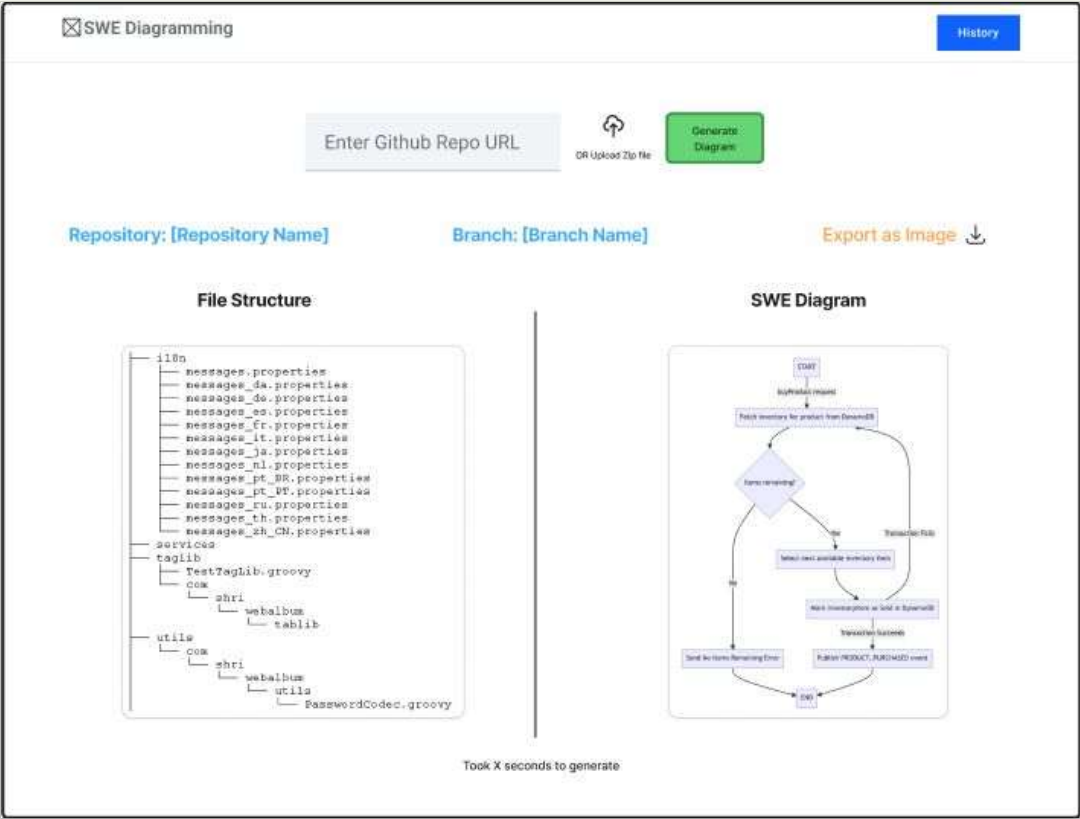 SWE Diagramming
History
Enter Github Repo URL
OR Upload Zip file
Generate
Diagram
Repository: [Repository Name]
Branch: [Branch Name]
Export as Image
File Structure
SWE Diagram
i18n
messages.properties
messages_da.properties
messages_de.properties
messages_es.properties
messages_fr.properties
messages_it.properties
messages_ja.properties
messages_nl.properties
messages_pt_BR.properties
messages_pt_PT.properties
messages_ru.properties
messages_th.properties
messages_zh_CN.properties
services
taglib
TestTagLib.groovy
com
shri
webalbum
tablib
utils
com
shri
webalbum
utils
PasswordCodec.groovy
START
buyProduct request
Fetch inventory for product from DynamoDB
Items remaining?
Transaction Fails
Select next available inventory item
No
as Sold in DynamoDB
Transaction Succeeds
Send No Items Remaining Error
Publish PRODUCT_PURCHASED event
END
Took X seconds to generate